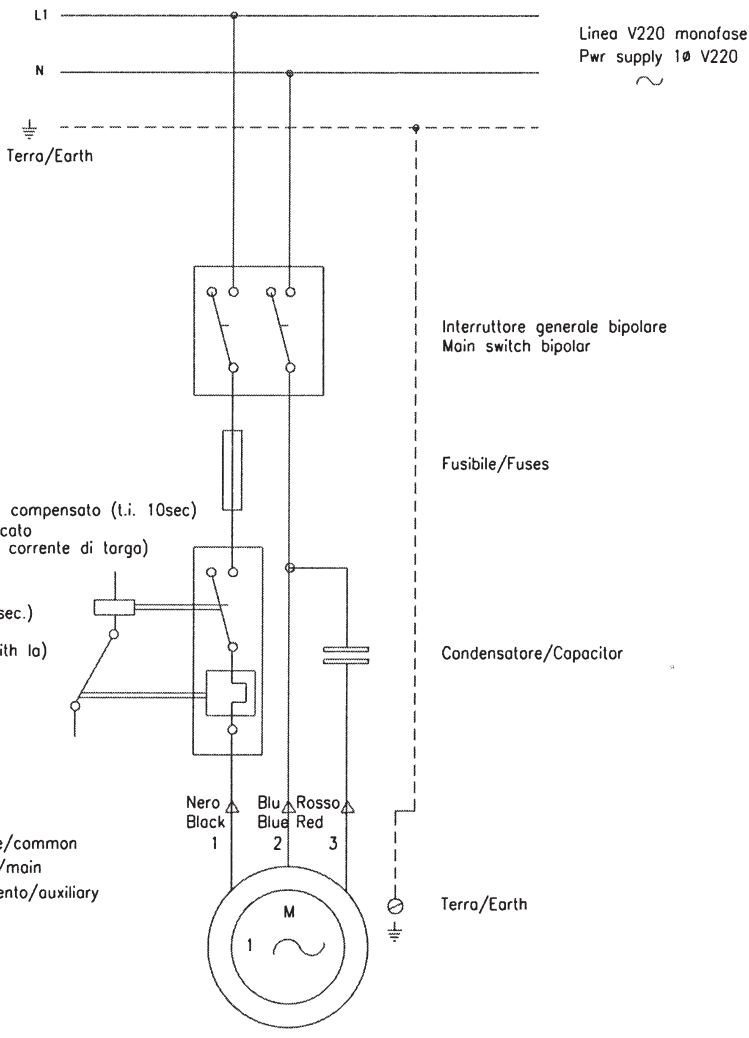 L1
Linea V220 monofase
Pwr supply 1ø V220
N
Terra/Earth
Interruttore generale bipolare
Main switch bipolar
Fusibile/Fuses
compensato (t.i. 10sec)
cato
corrente di targa)
sec.)
ith Ia)
Condensatore/Capacitor
Nero Blu Rosso
Black Blue Red
1 2 3
e/common
/main
ento/auxiliary
Terra/Earth
M
1